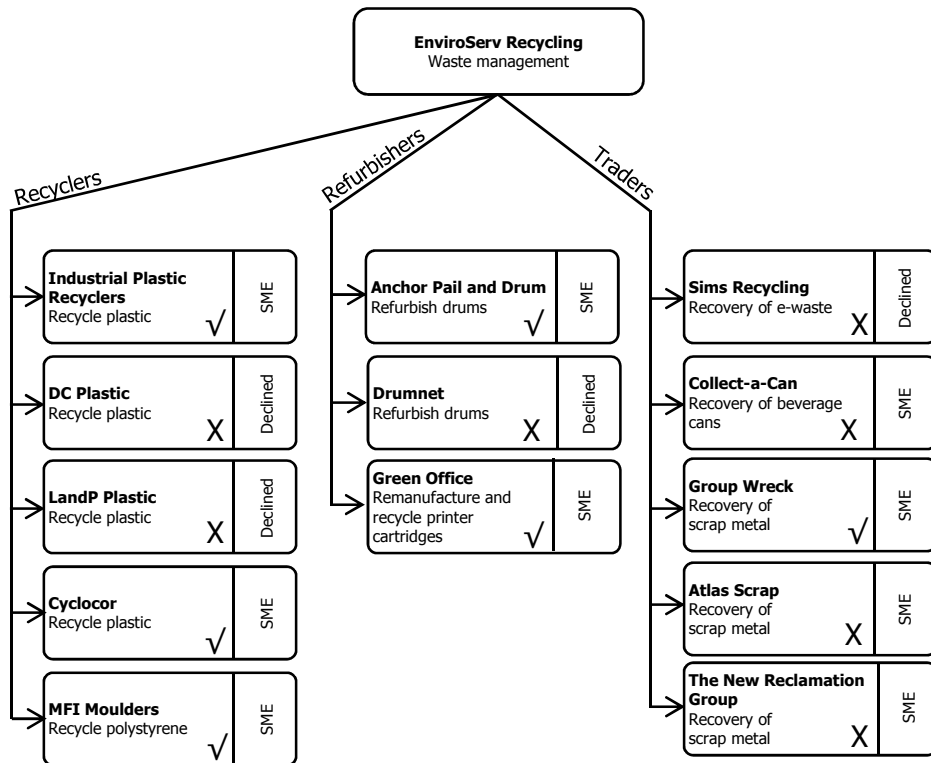 EnviroServ Recycling
Waste management
Recyclers
Refurbishers
Traders
Industrial Plastic
Recyclers
Recycle plastic
√
SME
DC Plastic
Recycle plastic
X
Declined
LandP Plastic
Recycle plastic
X
Declined
Cyclocor
Recycle plastic
√
SME
MFI Moulders
Recycle polystyrene
√
SME
Anchor Pail and Drum
Refurbish drums
√
SME
Drumnet
Refurbish drums
X
Declined
Green Office
Remanufacture and
recycle printer
cartridges
√
SME
Sims Recycling
Recovery of e-waste
X
Declined
Collect-a-Can
Recovery of beverage
cans
X
SME
Group Wreck
Recovery of
scrap metal
√
SME
Atlas Scrap
Recovery of
scrap metal
X
SME
The New Reclamation
Group
Recovery of
scrap metal
X
SME